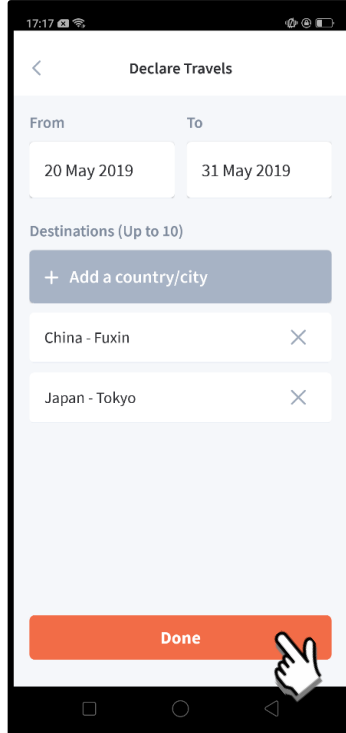 17:17
Declare Travels
From To
20 May 2019 31 May 2019
Destinations (Up to 10)
+ Add a country/city
China - Fuxin
Japan - Tokyo
Done